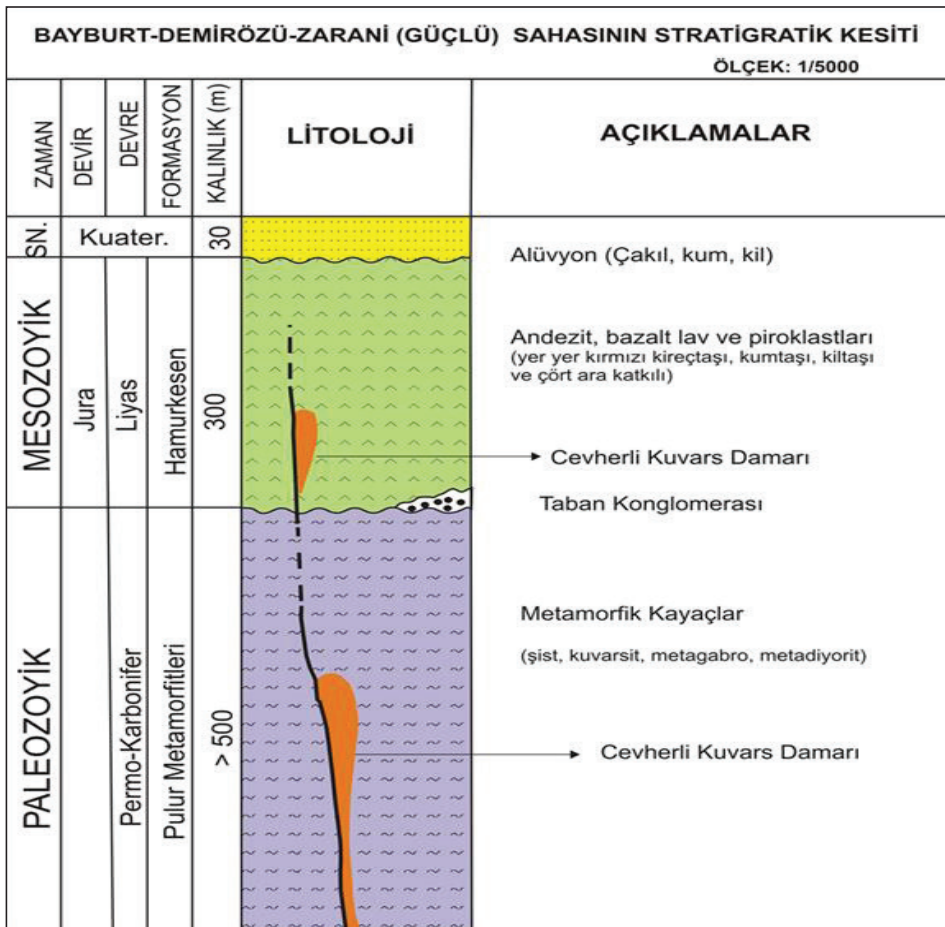 BAYBURT-DEMİRÖZÜ-ZARANİ (GÜÇLÜ) SAHASININ STRATİGRATİK KESİTİ
ÖLÇEK: 1/5000
ZAMAN
DEVİR
DEVRE
FORMASYON
KALINLIK (m)
LİTOLOJİ
AÇIKLAMALAR
SN.
Kuater.
30
Alüvyon (Çakıl, kum, kil)
MESOZOYİK
Jura
Liyas
Hamurkesen
300
Andezit, bazalt lav ve piroklastları
(yer yer kırmızı kireçtaşı, kumtaşı, kiltaşı
ve çört ara katkılı)
Cevherli Kuvars Damarı
Taban Konglomerası
PALEOZOYİK
Permo-Karbonifer
Pulur Metamorfitleri
> 500
Metamorfik Kayaçlar
(şist, kuvarsit, metagabro, metadiyorit)
Cevherli Kuvars Damarı